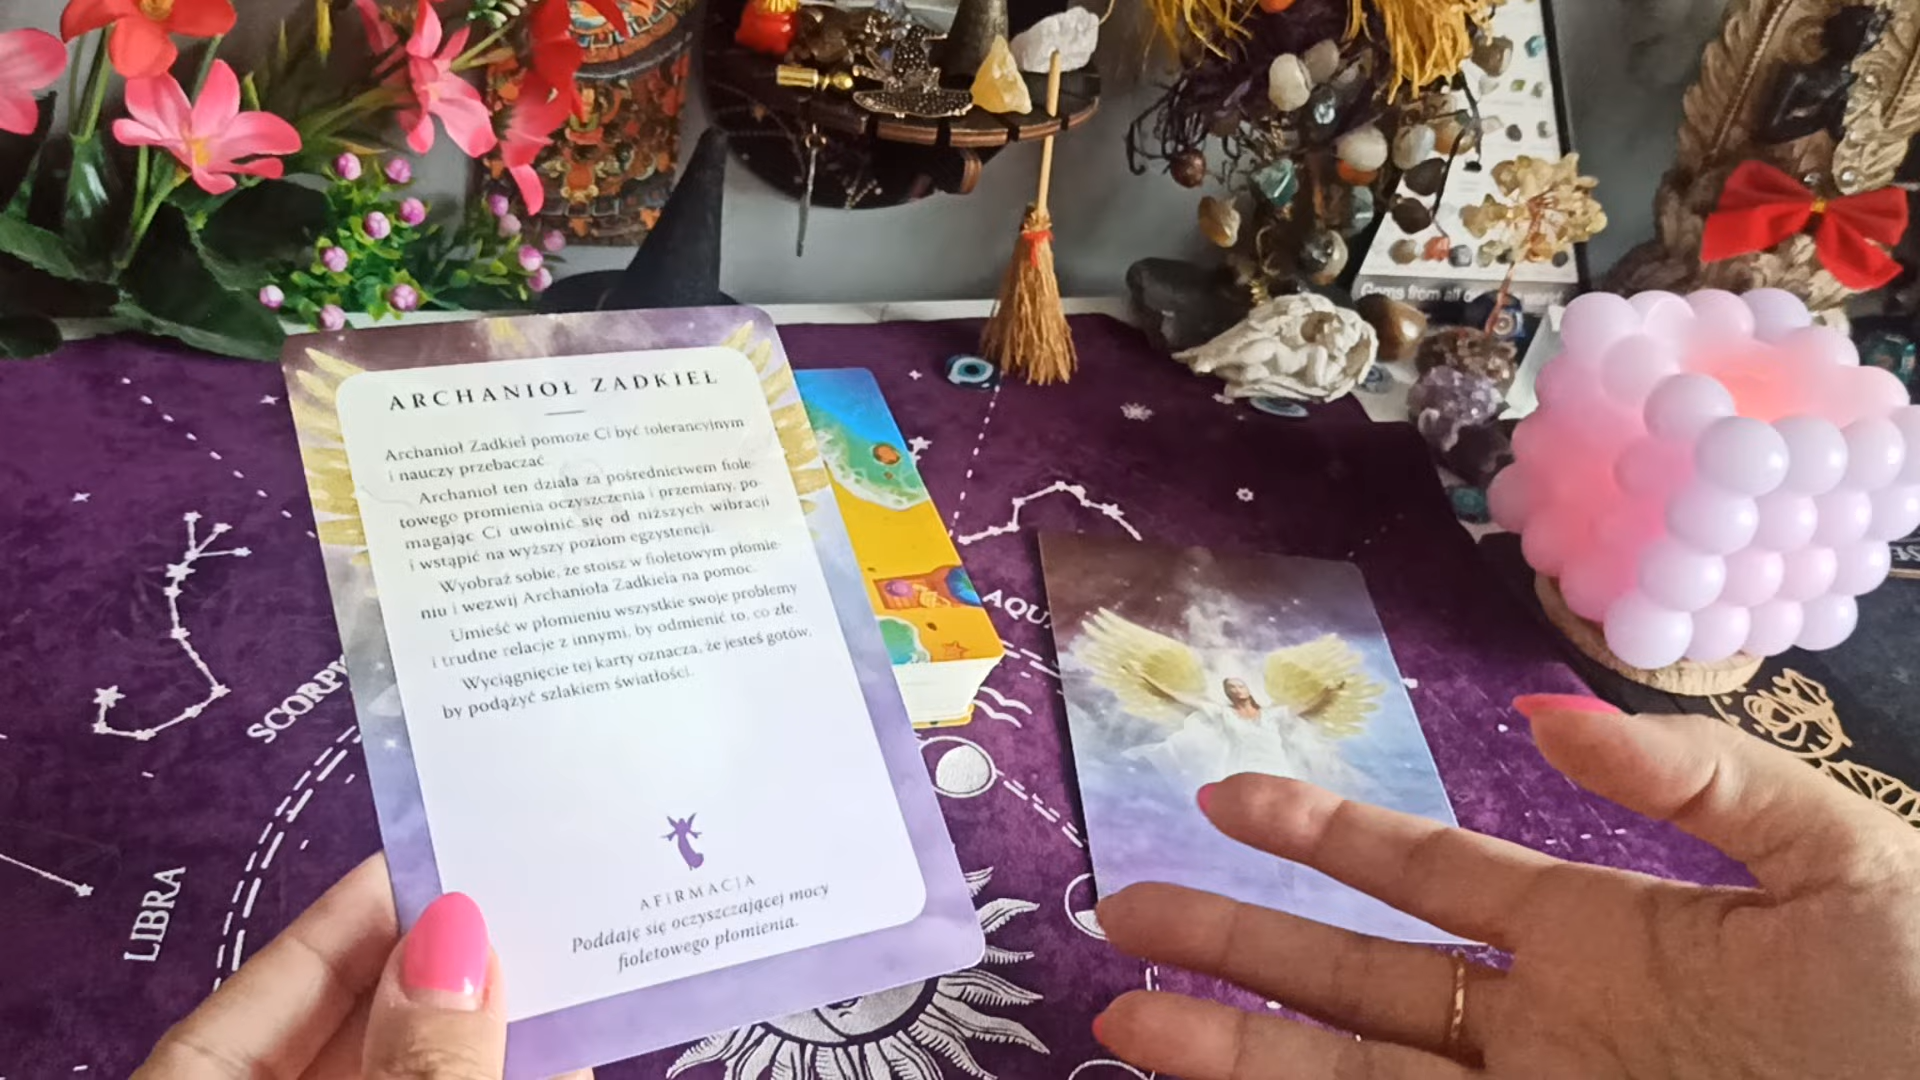 ARCHANIOŁ ZADKIEL
Archanioł Zadkiel pomoże Ci być tolerancyjnym
i nauczy przebaczać.
Archanioł ten działa za pośrednictwem fiole-
towego promienia oczyszczenia i przemiany, po-
magając Ci uwolnić się od niższych wibracji
i wstąpić na wyższy poziom egzystencji.
Wyobraź sobie, że stoisz w fioletowym płomie-
niu i wezwij Archanioła Zadkiela na pomoc.
Umieść w płomieniu wszystkie swoje problemy
i trudne relacje z innymi, by odmienić to, co złe.
Wyciągnięcie tej karty oznacza, że jesteś gotów,
by podążyć szlakiem światłości.
AFIRMACJA
Poddaję się oczyszczającej mocy
fioletowego płomienia.
Gems from all
AQU
SCORP
LIBRA